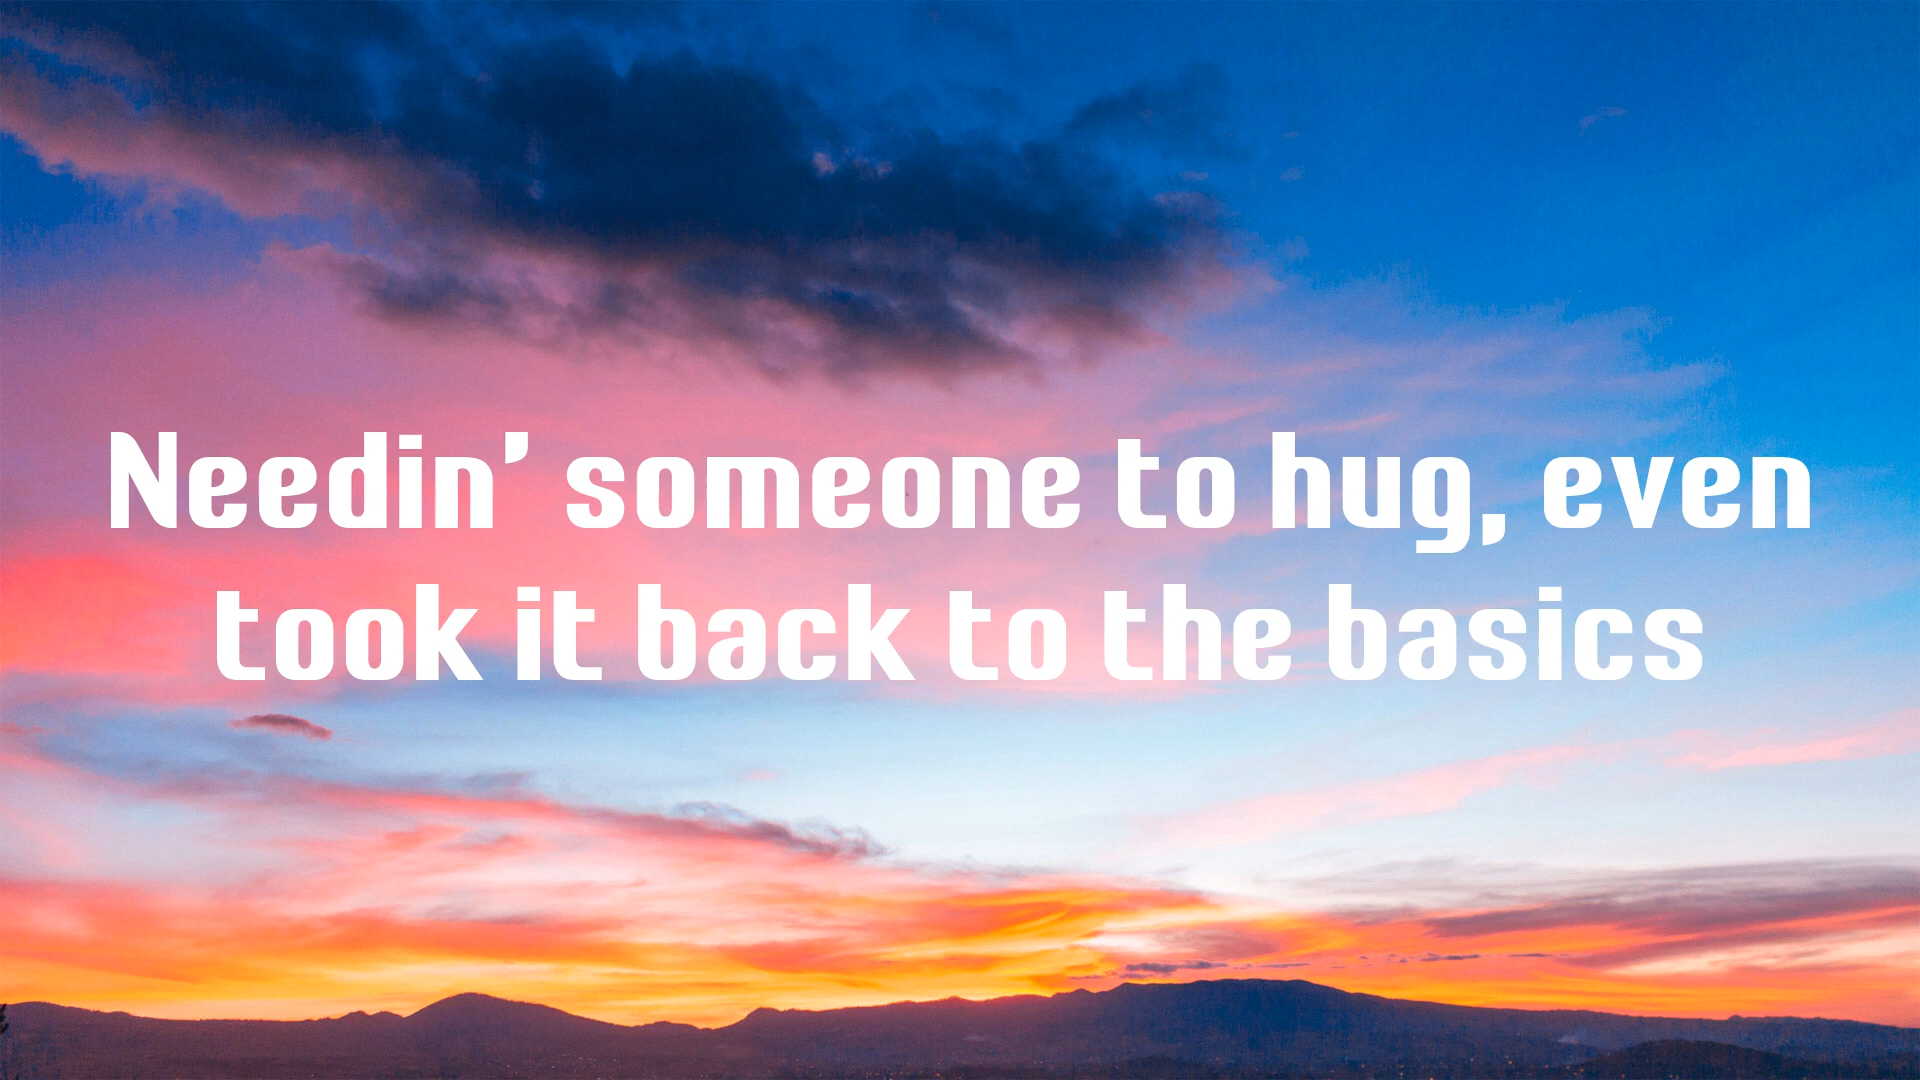 Needin’ someone to hug, even
took it back to the basics